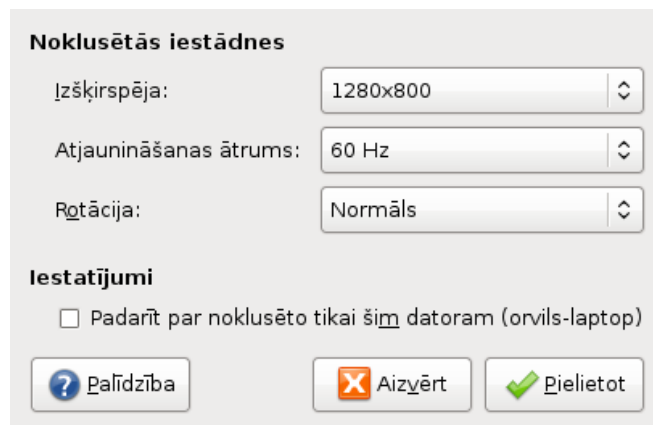 Noklusētās iestādnes
Izšķirspēja: 1280x800
Atjaunināšanas ātrums: 60 Hz
Rotācija: Normāls
Iestatījumi
Padarīt par noklusēto tikai šim datoram (orvils-laptop)
Palīdzība Aizvērt Pielietot